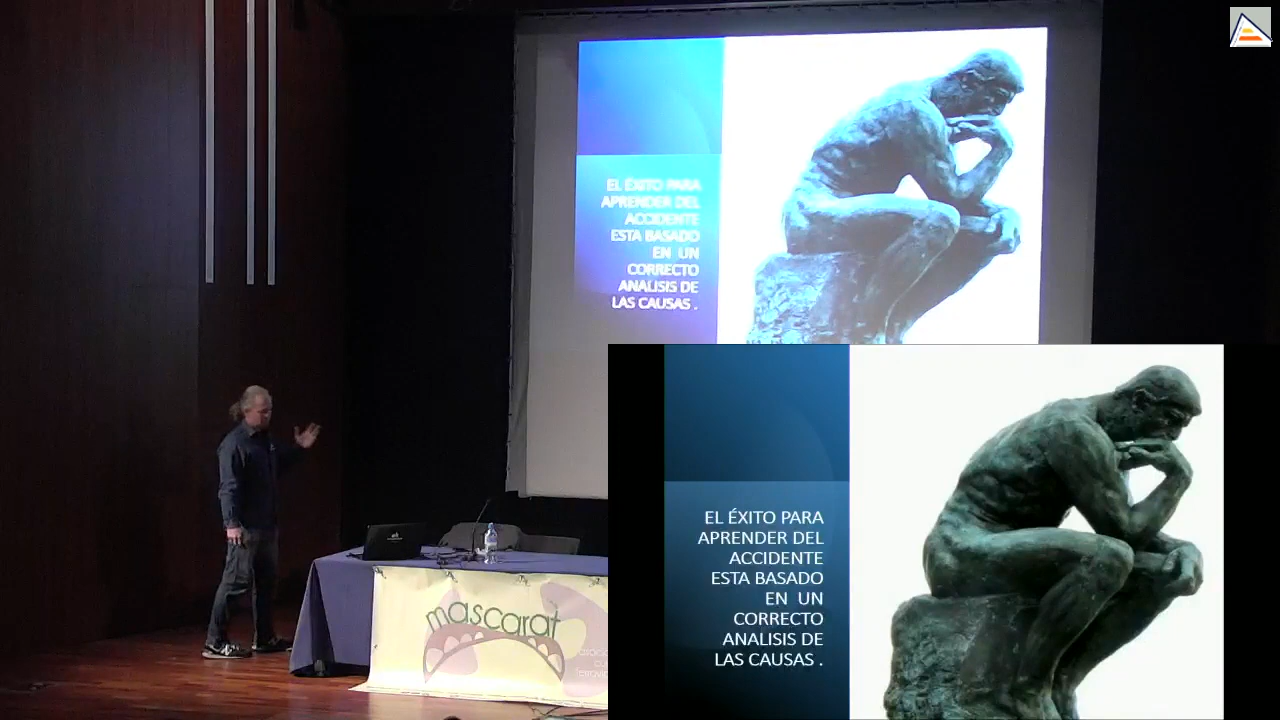 EL ÉXITO PARA
APRENDER DEL
ACCIDENTE
ESTA BASADO
EN UN
CORRECTO
ANALISIS DE
LAS CAUSAS .
mascarat
EL ÉXITO PARA
APRENDER DEL
ACCIDENTE
ESTA BASADO
EN UN
CORRECTO
ANALISIS DE
LAS CAUSAS .